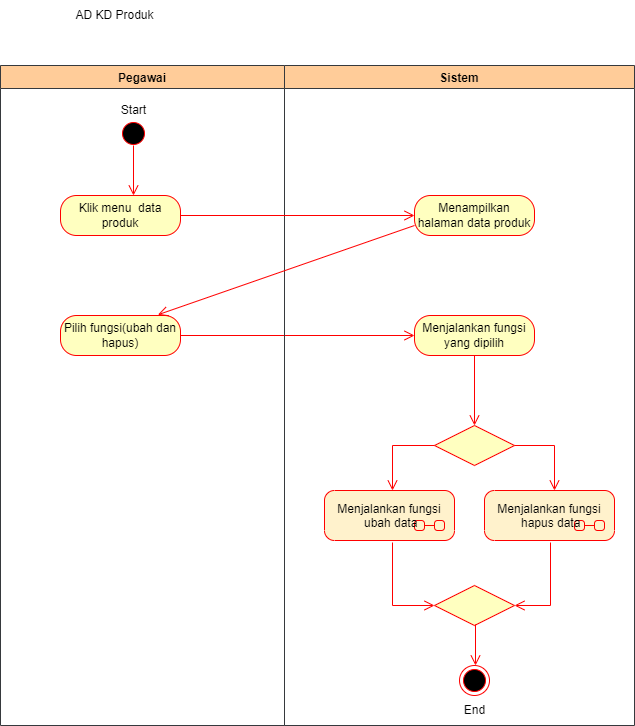 AD KD Produk
Pegawai
Sistem
Start
Klik menu data
produk
Menampilkan
halaman data produk
Pilih fungsi(ubah dan
hapus)
Menjalankan fungsi
yang dipilih
Menjalankan fungsi
ubah data
Menjalankan fungsi
hapus data
End